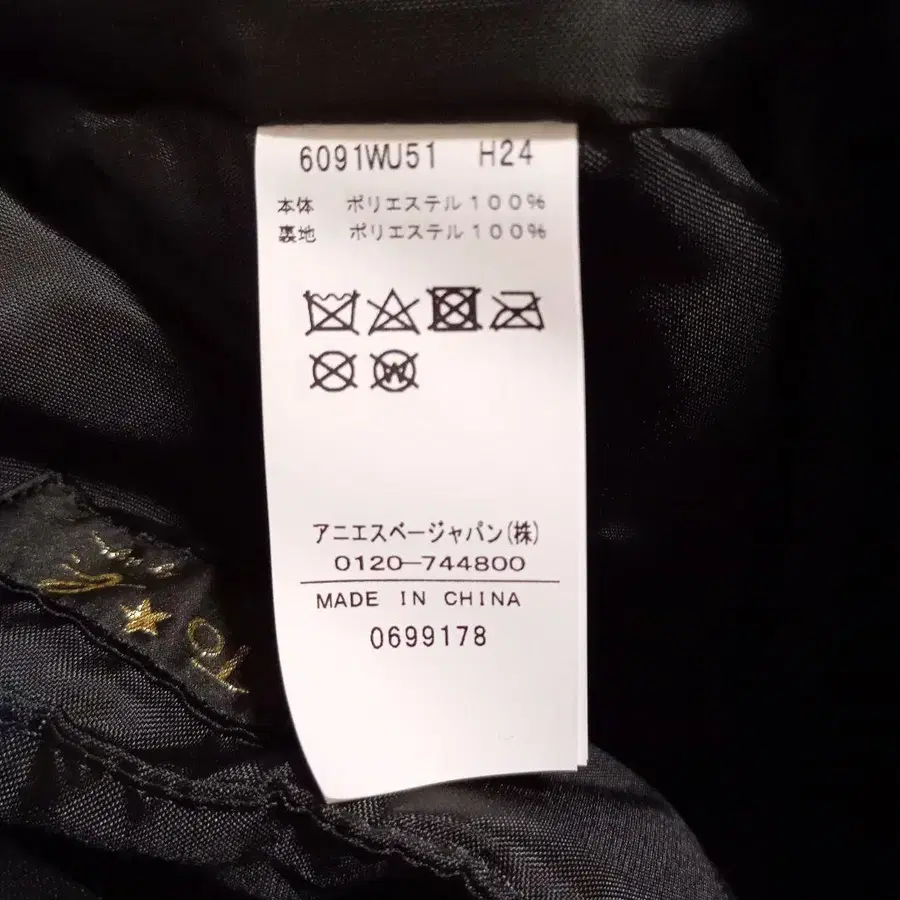 6091WU51 H24
本体 ポリエステル100%
裏地 ポリエステル100%
アニエスベージャパン(株)
0120-744800
MADE IN CHINA
0699178